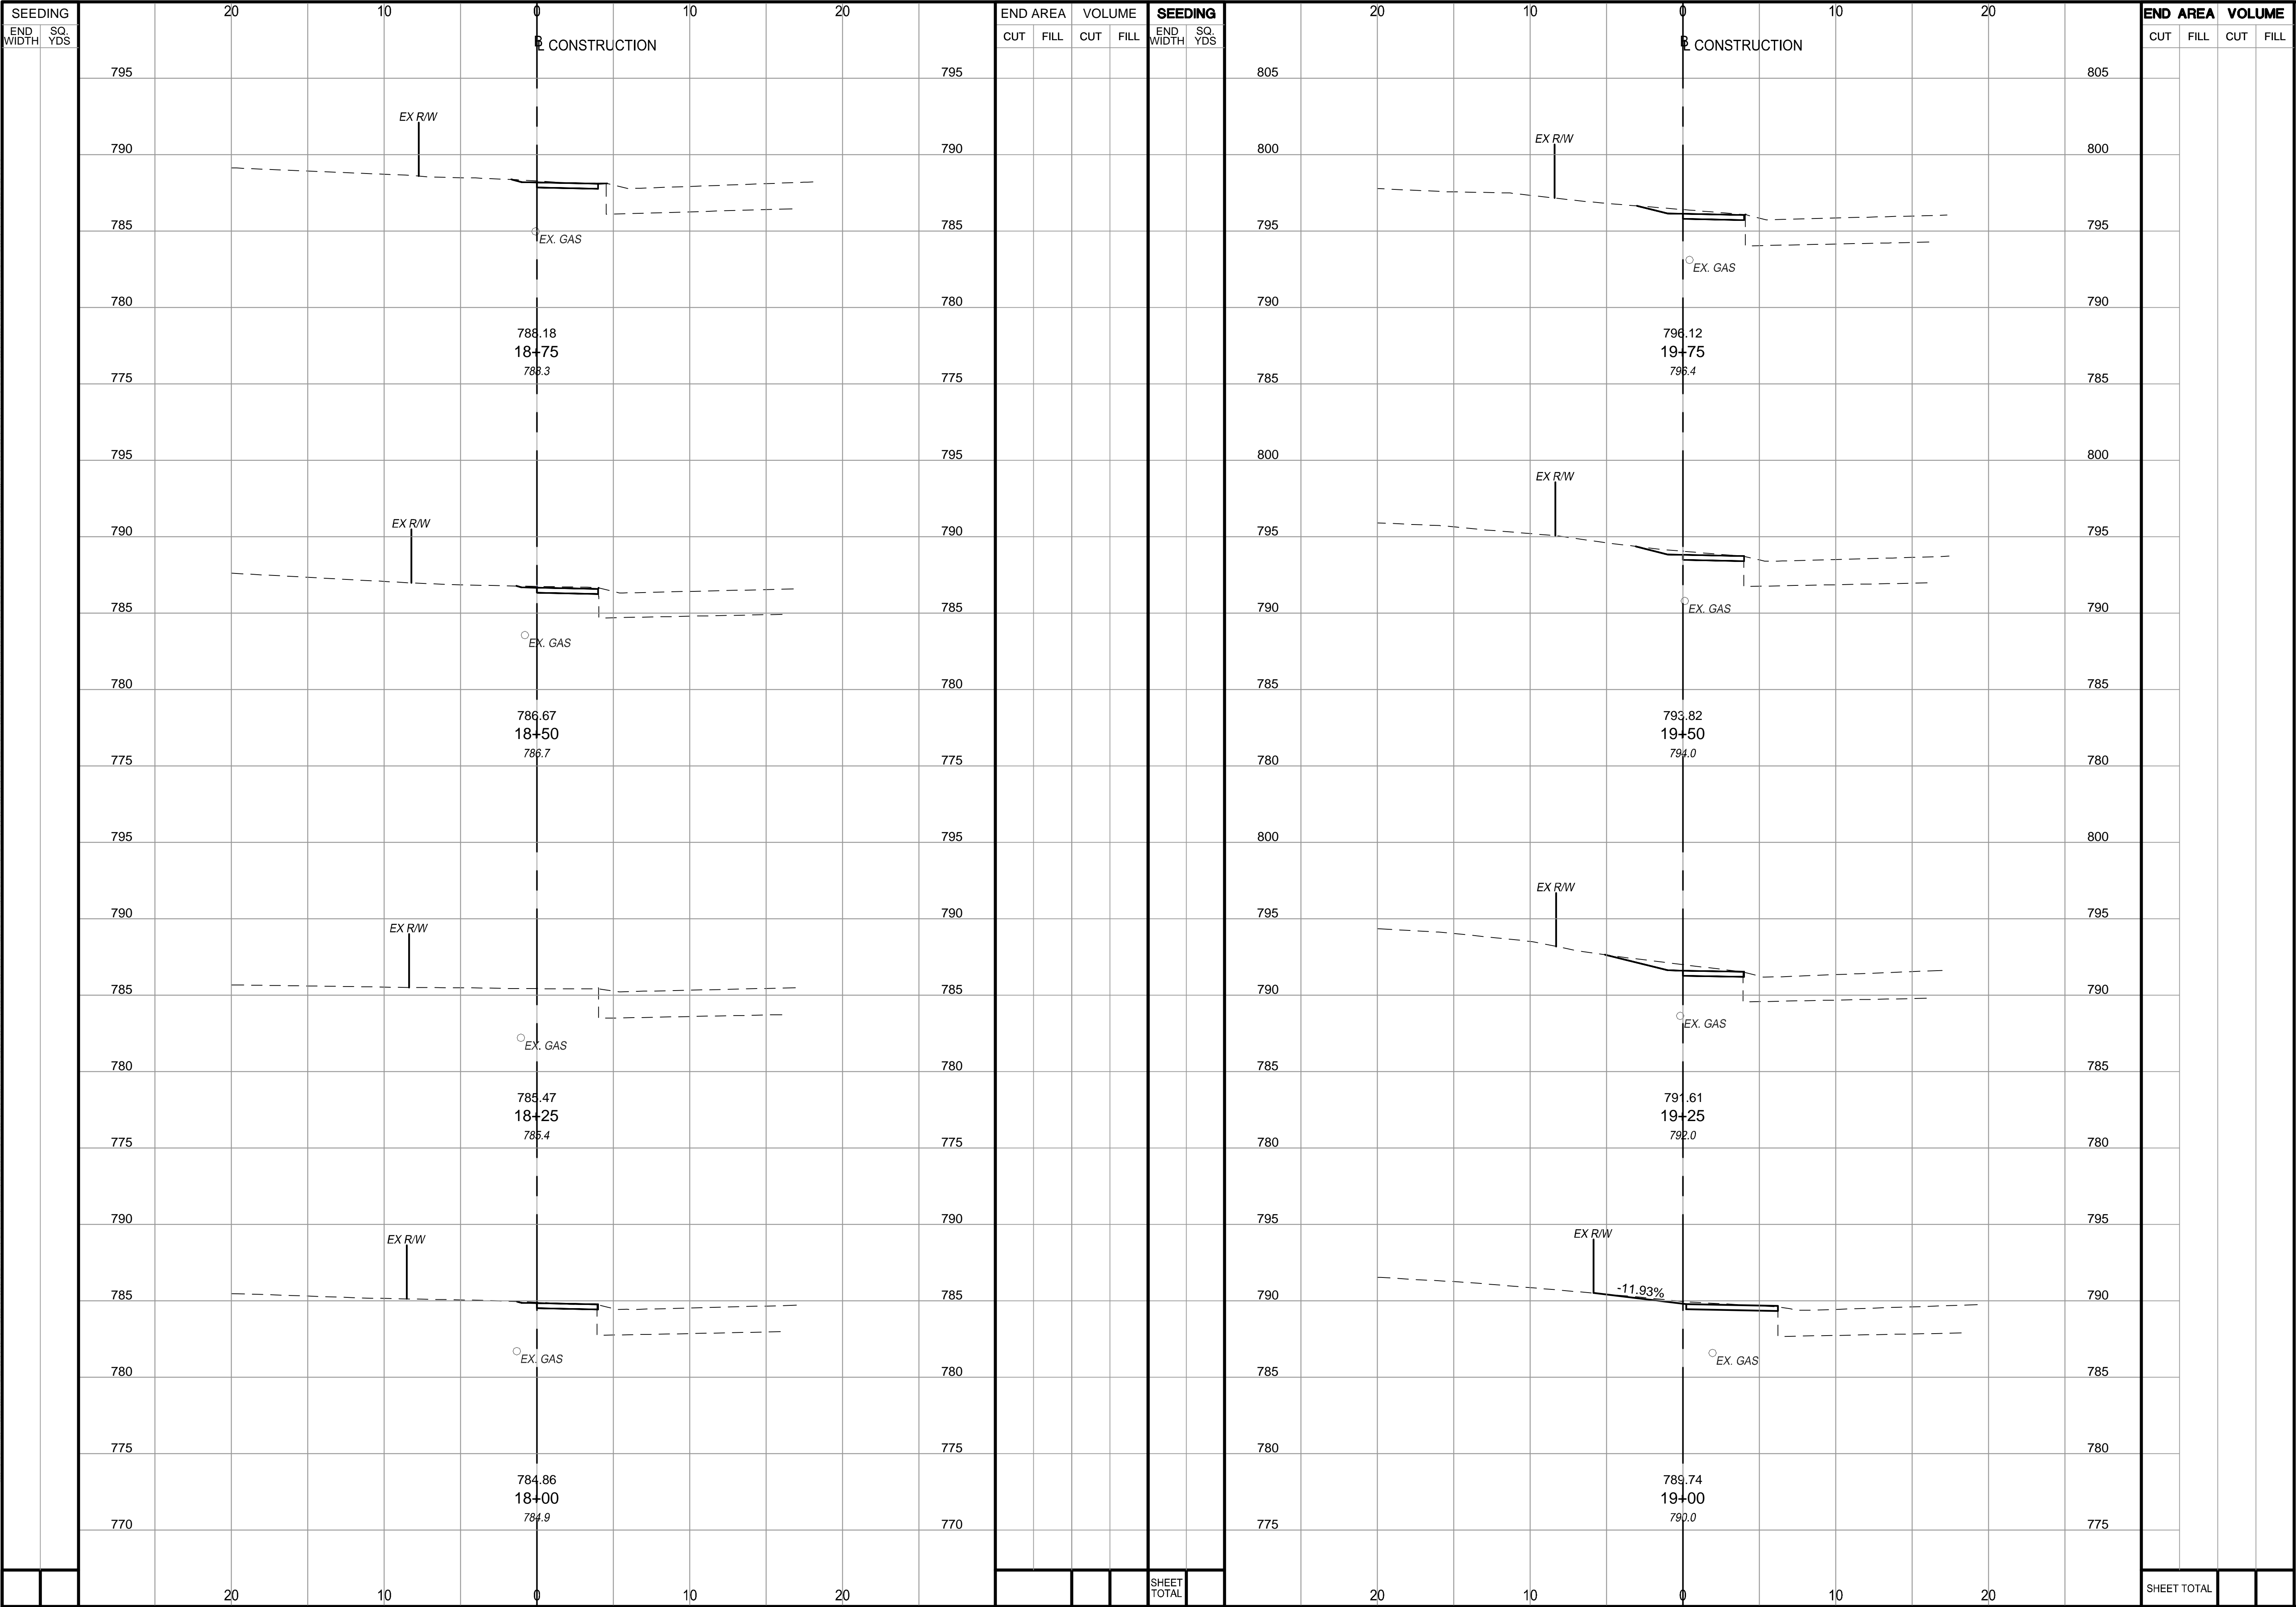 SEEDING 20 10 0 10 20 END AREA VOLUME SEEDING 20 10 0 10 20 END AREA VOLUME
END WIDTH SQ. YDS CUT FILL CUT FILL END WIDTH SQ. YDS CUT FILL CUT FILL
℄ CONSTRUCTION
795 795
EX R/W
790 790
785 785
EX. GAS
780 780
788.18
18+75
788.3
775 775
795 795
EX R/W
790 790
785 785
EX. GAS
780 780
786.67
18+50
786.7
775 775
795 795
790 790
EX R/W
785 785
EX. GAS
780 780
785.47
18+25
785.4
775 775
790 790
EX R/W
785 785
EX. GAS
780 780
775 775
784.86
18+00
784.9
770 770
20 10 0 10 20
SHEET
TOTAL
℄ CONSTRUCTION
805 805
EX R/W
800 800
795 795
EX. GAS
790 790
796.12
19+75
796.4
785 785
800 800
EX R/W
795 795
790 790
EX. GAS
785 785
793.82
19+50
794.0
780 780
800 800
EX R/W
795 795
790 790
EX. GAS
785 785
791.61
19+25
792.0
780 780
795 795
EX R/W
-11.93%
790 790
EX. GAS
785 785
780 780
789.74
19+00
790.0
775 775
20 10 0 10 20
SHEET TOTAL